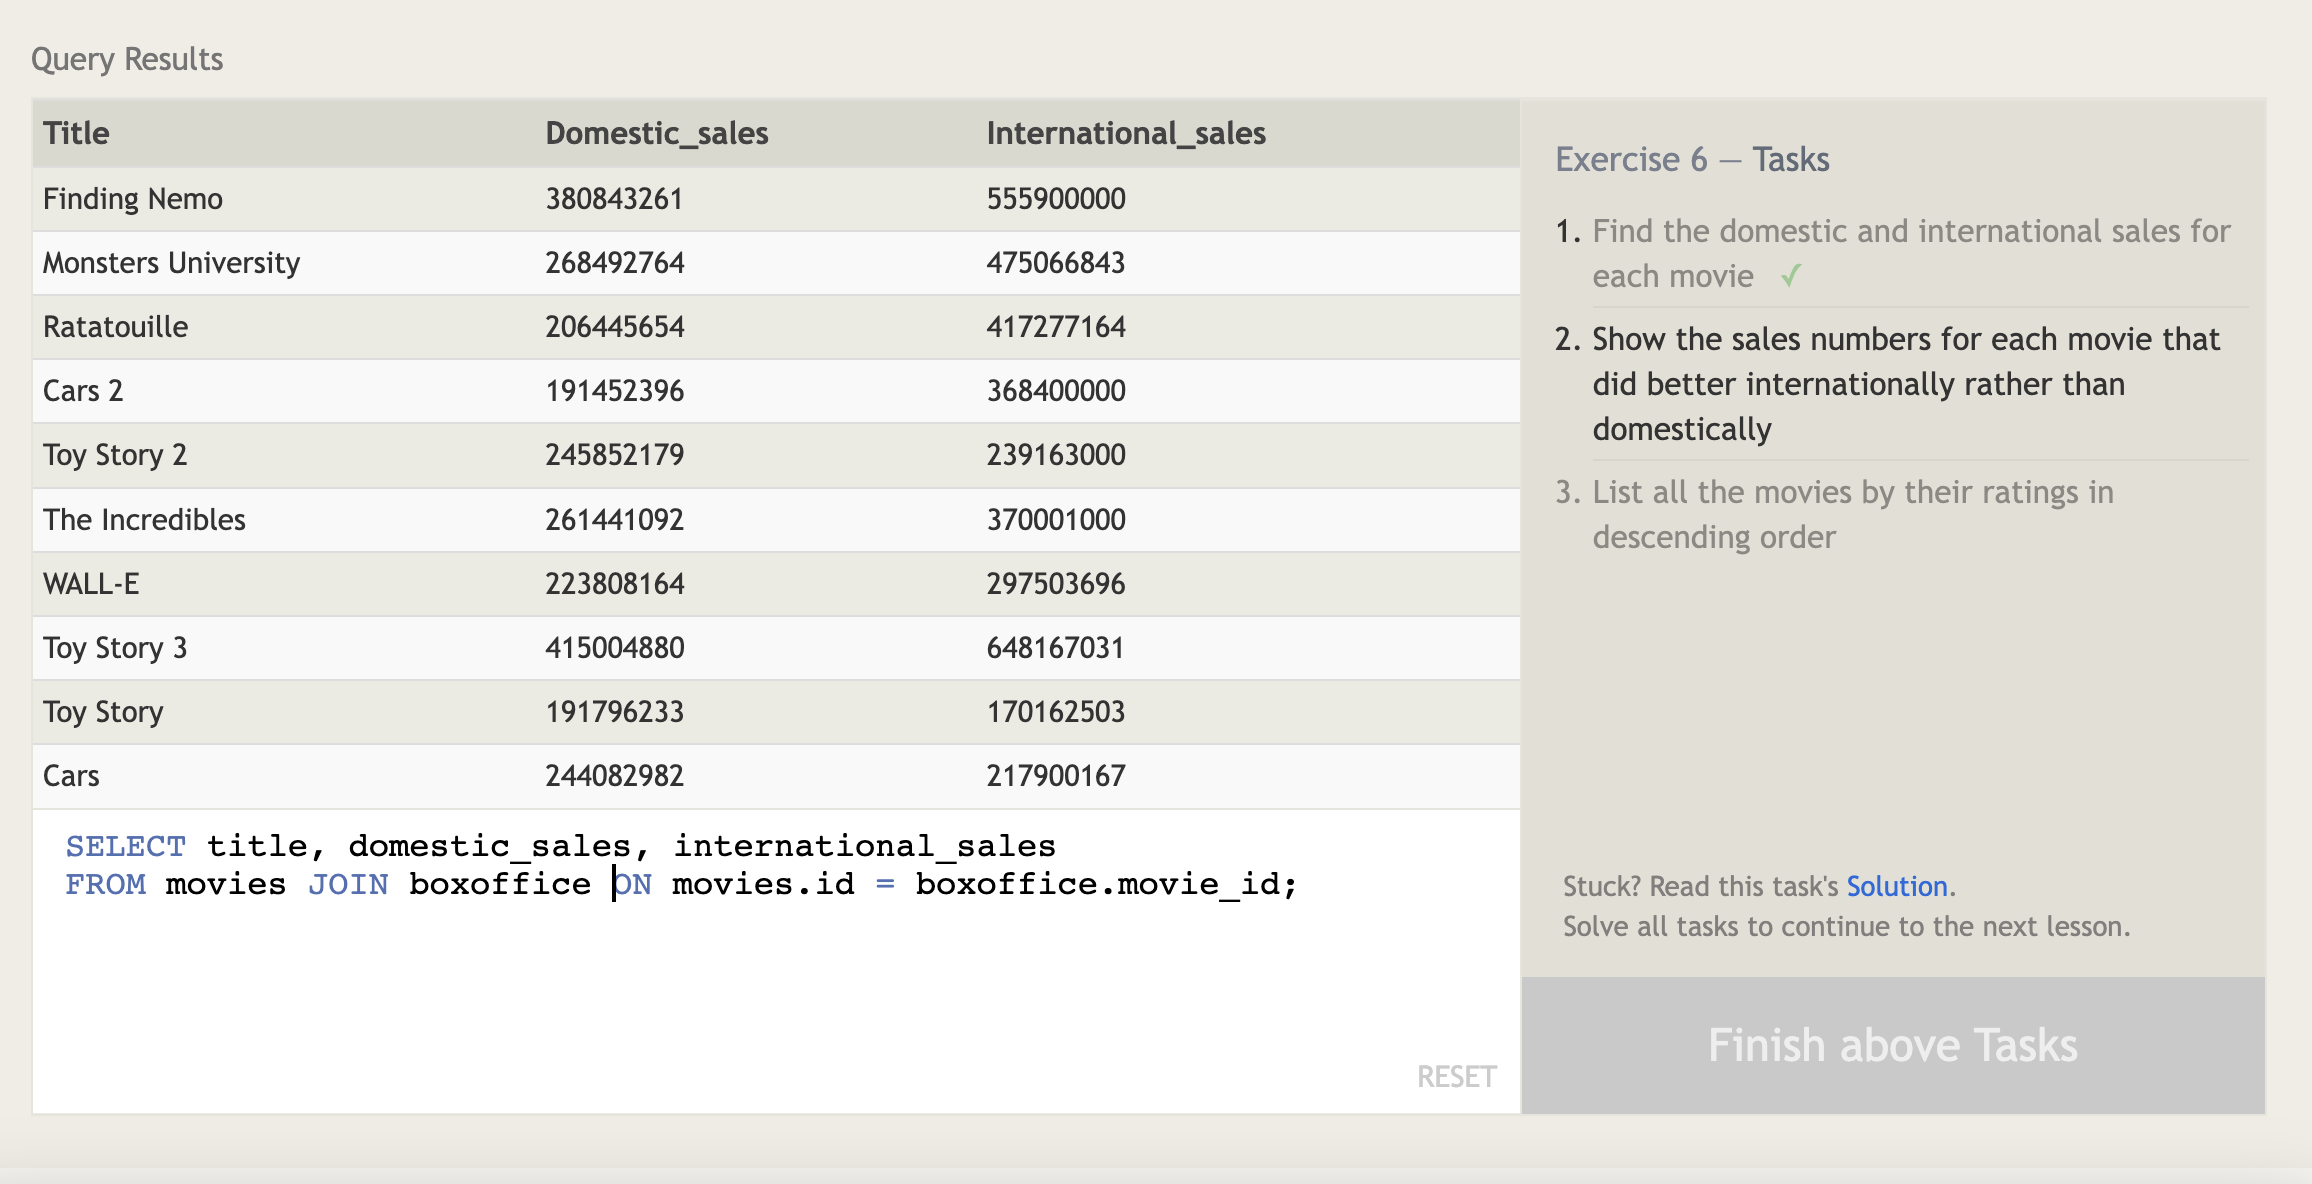 Query Results
Title Domestic_sales International_sales
Finding Nemo 380843261 555900000
Monsters University 268492764 475066843
Ratatouille 206445654 417277164
Cars 2 191452396 368400000
Toy Story 2 245852179 239163000
The Incredibles 261441092 370001000
WALL-E 223808164 297503696
Toy Story 3 415004880 648167031
Toy Story 191796233 170162503
Cars 244082982 217900167
SELECT title, domestic_sales, international_sales
FROM movies JOIN boxoffice ON movies.id = boxoffice.movie_id;
RESET
Exercise 6 — Tasks
1. Find the domestic and international sales for
each movie ✓
2. Show the sales numbers for each movie that
did better internationally rather than
domestically
3. List all the movies by their ratings in
descending order
Stuck? Read this task's Solution.
Solve all tasks to continue to the next lesson.
Finish above Tasks